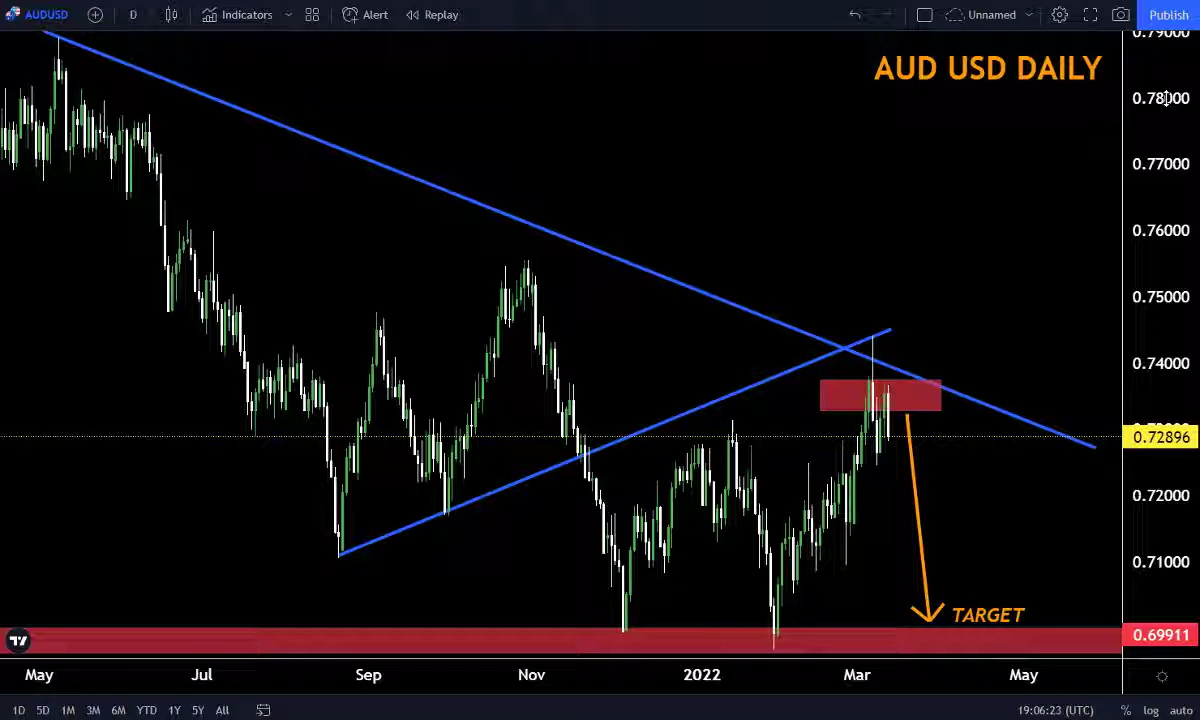 AUDUSD D Indicators Alert Replay Unnamed Publish
AUD USD DAILY
0.79000
0.78000
0.77000
0.76000
0.75000
0.74000
0.72896
0.72000
0.71000
TARGET
0.69911
May Jul Sep Nov 2022 Mar May
1D 5D 1M 3M 6M YTD 1Y 5Y All 19:06:23 (UTC) % log auto